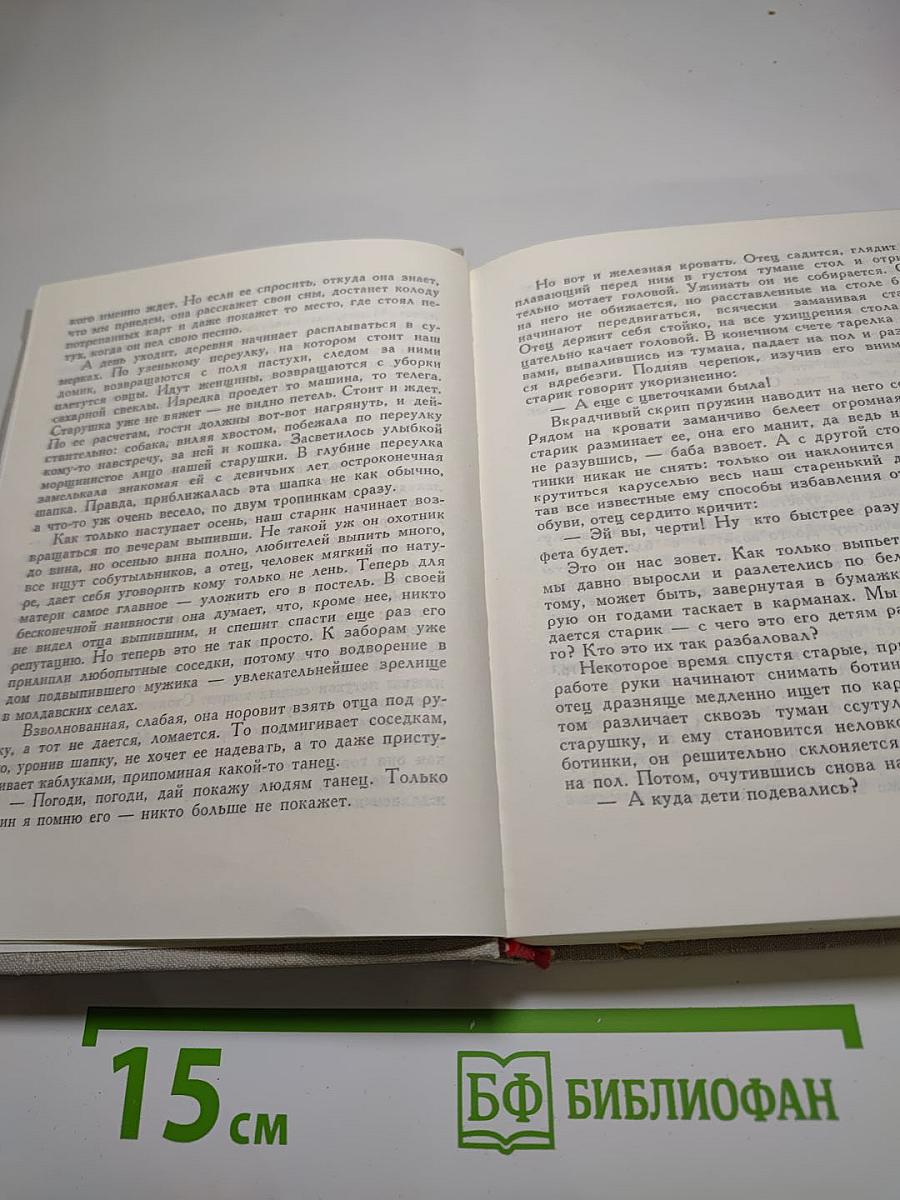 кого именно ждет. Но если ее спросить, откуда она знает,
что мы приедем, она расскажет свои сны, достанет колоду
потрепанных карт и даже покажет то место, где стоял пе-
тух, когда он пел свою песню.
А день уходит, деревня начинает расплываться в су-
мерках. По узенькому переулку, на котором стоит наш
домик, возвращаются с поля пастухи, следом за ними
плетутся овцы. Идут женщины, возвращаются с уборки
сахарной свеклы. Изредка проедет то машина, то телега.
Старушка уже не вяжет — не видно петель. Стоит и ждет.
По ее расчетам, гости должны вот-вот нагрянуть, и дей-
ствительно: собака, виляя хвостом, побежала по переулку
кому-то навстречу, за ней и кошка. Засветилось улыбкой
морщинистое лицо нашей старушки. В глубине переулка
замелькала знакомая ей с девичьих лет остроконечная
шапка. Правда, приближалась эта шапка не как обычно,
а что-то уж очень весело, по двум тропинкам сразу.
Как только наступает осень, наш старик начинает воз-
вращаться по вечерам выпивши. Не такой уж он охотник
до вина, но осенью вина полно, любителей выпить много,
все ищут собутыльников, а отец, человек мягкий по нату-
ре, дает себя уговорить кому только не лень. Теперь для
матери самое главное — уложить его в постель. В своей
бесконечной наивности она думает, что, кроме нее, никто
не видел отца выпившим, и спешит спасти еще раз его
репутацию. Но теперь это не так просто. К заборам уже
прилипли любопытные соседки, потому что водворение в
дом подвыпившего мужика — увлекательнейшее зрелище
в молдавских селах.
Взволнованная, слабая, она норовит взять отца под ру-
ку, а тот не дается, ломается. То подмигивает соседкам,
о, уронив шапку, не хочет ее надевать, а то даже присту-
ивает каблуками, припоминая какой-то танец.
— Погоди, погоди, дай покажу людям танец. Только
ин я помню его — никто больше не покажет.
Но вот и железная кровать. Отец садится, глядит
плавающий перед ним в густом тумане стол и отри
тельно мотает головой. Ужинать он не собирается. С
на него не обижается, но расставленные на столе б
начинают передвигаться, всячески заманивая ста
Отец держит себя стойко, на все ухищрения стола
цательно качает головой. В конечном счете тарелка
вами, вывалившись из тумана, падает на пол и раз
ся вдребезги. Подняв черепок, изучив его вним
старик говорит укоризненно:
— А еще с цветочками была!
Вкрадчивый скрип пружин наводит на него се
Рядом на кровати заманчиво белеет огромная
старик разминает ее, она его манит, да ведь н
не разувшись, — баба взвоет. А с другой сто
тинки никак не снять: только он наклонится
крутиться каруселью весь наш старенький д
тав все известные ему способы избавления от
обуви, отец сердито кричит:
— Эй вы, черти! Ну кто быстрее разу
фета будет.
Это он нас зовет. Как только выпьет
мы давно выросли и разлетелись по бел
тому, может быть, завернутая в бумажк
рую он годами таскает в карманах. Мы
дается старик — с чего это его детям ра
го? Кто это их так разбаловал?
Некоторое время спустя старые, при
работе руки начинают снимать ботин
отец дразняще медленно ищет по кар
том различает сквозь туман ссутул
старушку, и ему становится неловко
ботинки, он решительно склоняется
на пол. Потом, очутившись снова на
— А куда дети подевались?
15 см
БФ БИБЛИОФАН